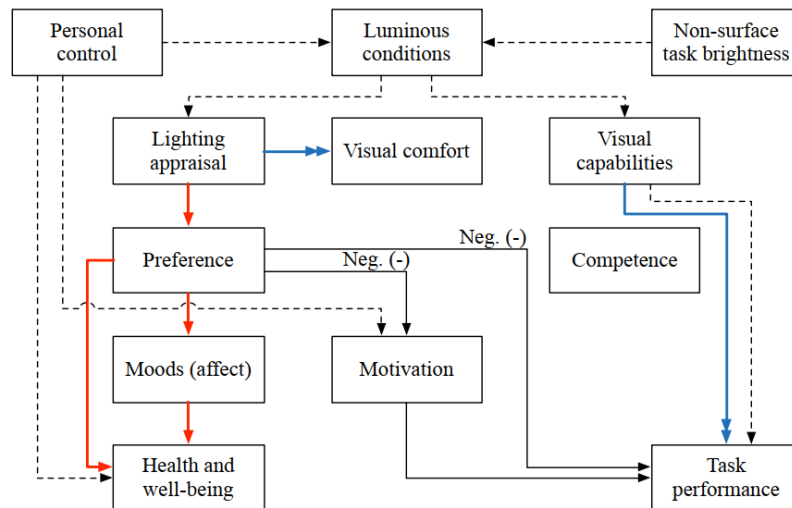 Personal
control
Luminous
conditions
Non-surface
task brightness
Lighting
appraisal
Visual comfort
Visual
capabilities
Preference
Neg. (-)
Neg. (-)
Competence
Moods (affect)
Motivation
Health and
well-being
Task
performance